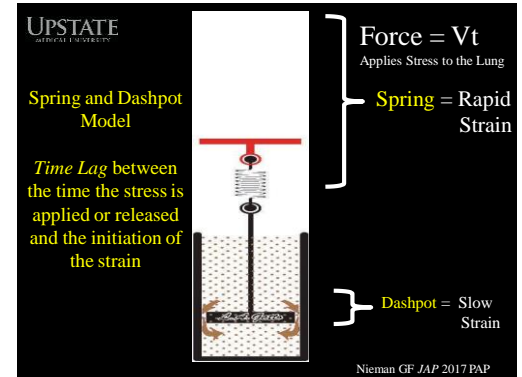 UPSTATE
MEDICAL UNIVERSITY
Spring and Dashpot
Model
Time Lag between
the time the stress is
applied or released
and the initiation of
the strain
Force = Vt
Applies Stress to the Lung
Spring = Rapid
Strain
Dashpot = Slow
Strain
Nieman GF JAP 2017 PAP